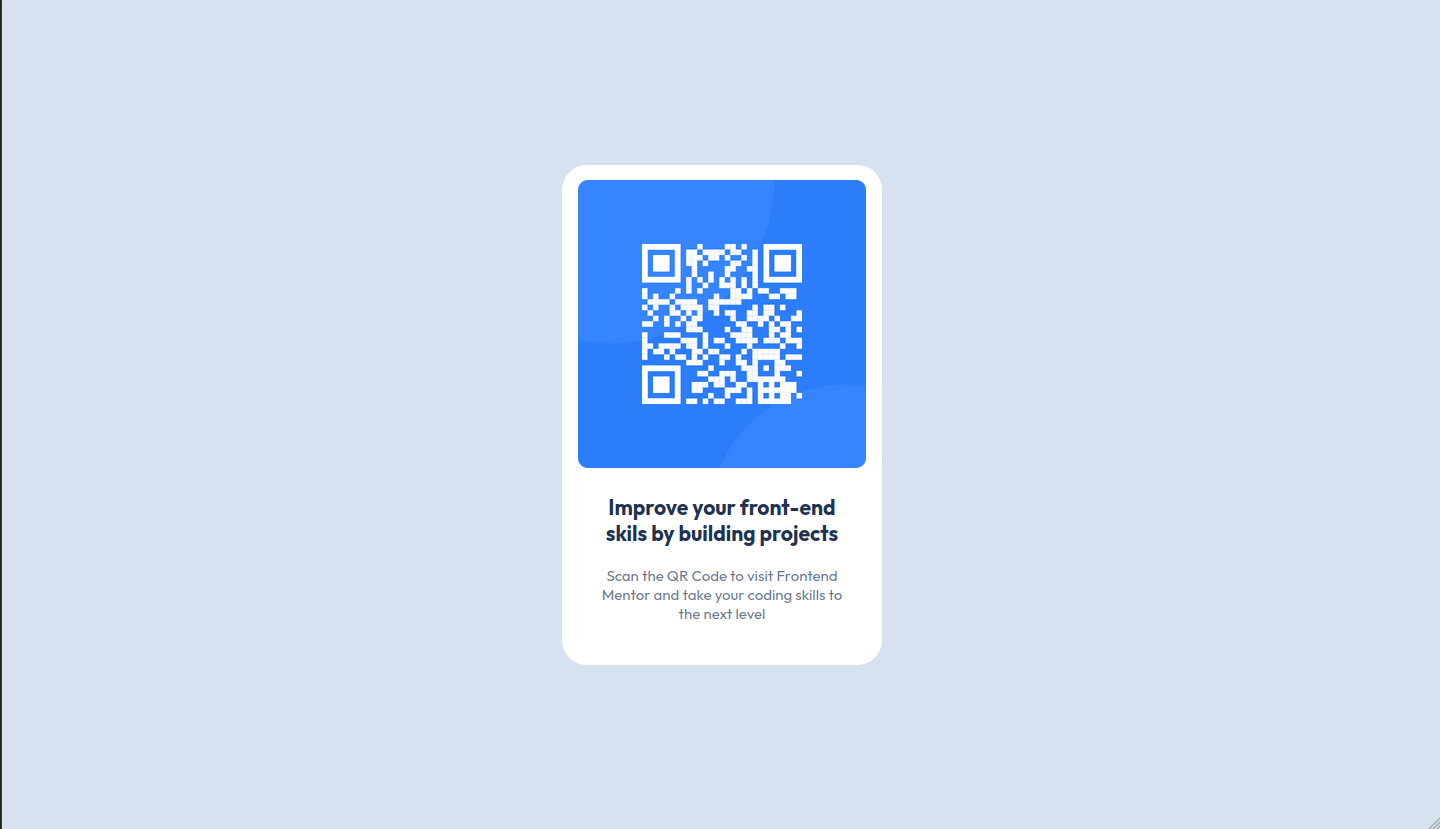 Improve your front-end
skils by building projects
Scan the QR Code to visit Frontend
Mentor and take your coding skills to
the next level